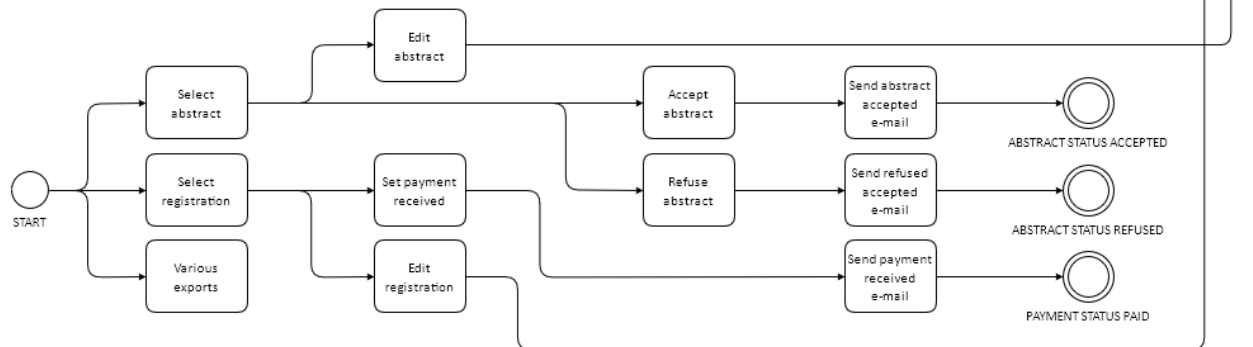 Edit
abstract
Select
abstract
Accept
abstract
Send abstract
accepted
e-mail
ABSTRACT STATUS ACCEPTED
START
Select
registration
Set payment
received
Refuse
abstract
Send refused
accepted
e-mail
ABSTRACT STATUS REFUSED
Various
exports
Edit
registration
Send payment
received
e-mail
PAYMENT STATUS PAID